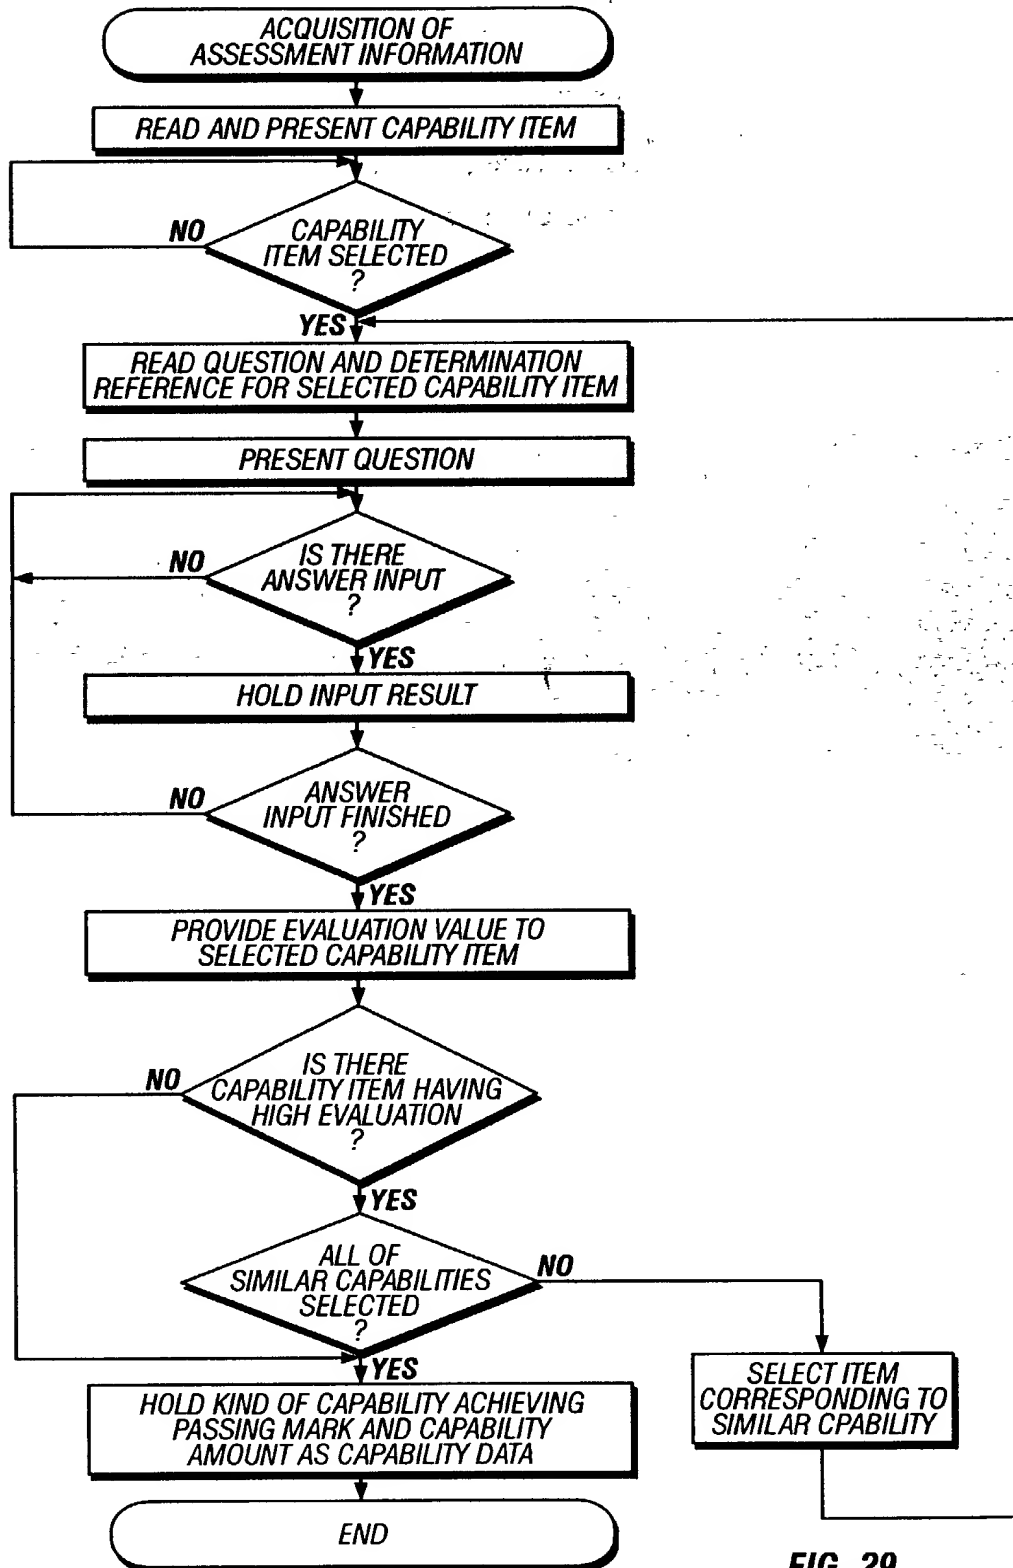 ACQUISITION OF
ASSESSMENT INFORMATION
READ AND PRESENT CAPABILITY ITEM
NO
CAPABILITY
ITEM SELECTED
?
YES
READ QUESTION AND DETERMINATION
REFERENCE FOR SELECTED CAPABILITY ITEM
PRESENT QUESTION
NO
IS THERE
ANSWER INPUT
?
YES
HOLD INPUT RESULT
NO
ANSWER
INPUT FINISHED
?
YES
PROVIDE EVALUATION VALUE TO
SELECTED CAPABILITY ITEM
NO
IS THERE
CAPABILITY ITEM HAVING
HIGH EVALUATION
?
YES
ALL OF
SIMILAR CAPABILITIES
SELECTED
?
NO
YES
SELECT ITEM
CORRESPONDING TO
SIMILAR CPABILITY
HOLD KIND OF CAPABILITY ACHIEVING
PASSING MARK AND CAPABILITY
AMOUNT AS CAPABILITY DATA
END
FIG. 29